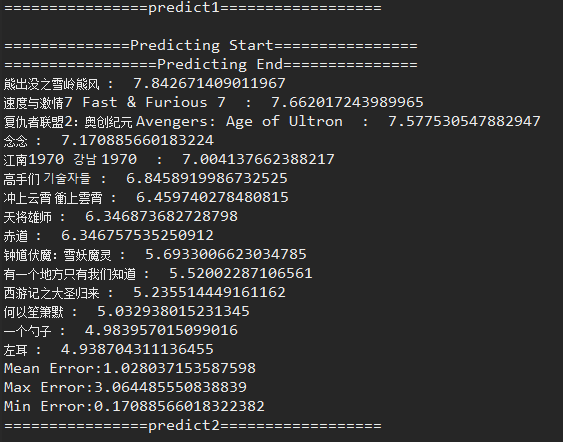 ================predict1==================
==============Predicting Start================
=================Predicting End===============
熊出没之雪岭熊风 :  7.842671409011967
速度与激情7 Fast & Furious 7  :  7.662017243989965
复仇者联盟2：奥创纪元 Avengers: Age of Ultron  :  7.577530547882947
念念 :  7.170885660183224
江南1970 강남 1970  :  7.004137662388217
高手们 기술자들 :  6.8458919986732525
冲上云霄 衝上雲霄 :  6.459740278480815
天将雄师 :  6.346873682728798
赤道 :  6.346757535250912
钟馗伏魔：雪妖魔灵 :  5.6933006623034785
有一个地方只有我们知道 :  5.52002287106561
西游记之大圣归来 :  5.235514449161162
何以笙箫默 :  5.032938015231345
一个勺子 :  4.983957015099016
左耳 :  4.938704311136455
Mean Error:1.028037153587598
Max Error:3.064485550838839
Min Error:0.17088566018322382
================predict2==================